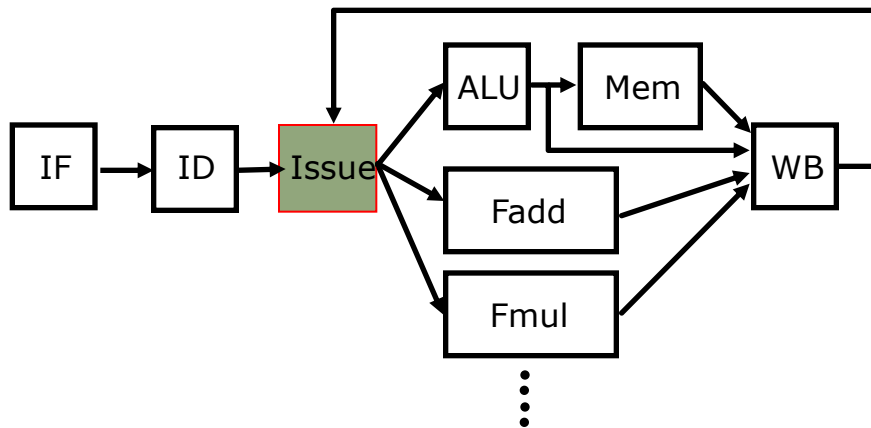 IF
ID
Issue
ALU
Mem
Fadd
Fmul
WB